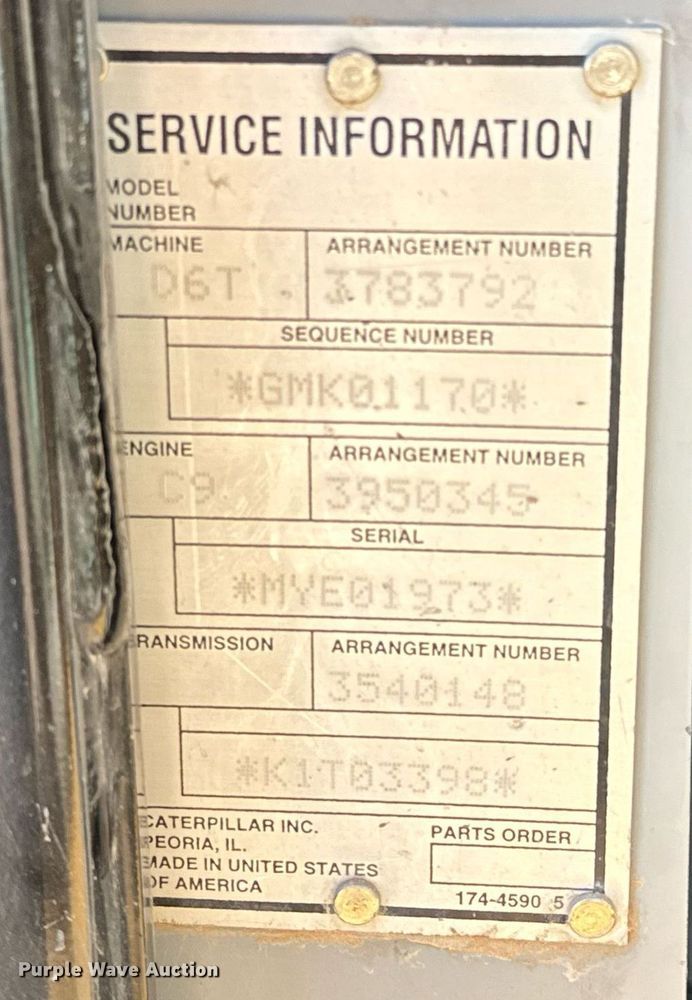 SERVICE INFORMATION
MODEL
NUMBER
MACHINE ARRANGEMENT NUMBER
D6T 3783792
SEQUENCE NUMBER
*GMK01170*
ENGINE ARRANGEMENT NUMBER
C9 3950345
SERIAL
*MYE01973*
TRANSMISSION ARRANGEMENT NUMBER
3540148
*K1T03398*
CATERPILLAR INC.
PEORIA, IL.
MADE IN UNITED STATES
OF AMERICA
PARTS ORDER
174-4590 5
Purple Wave Auction